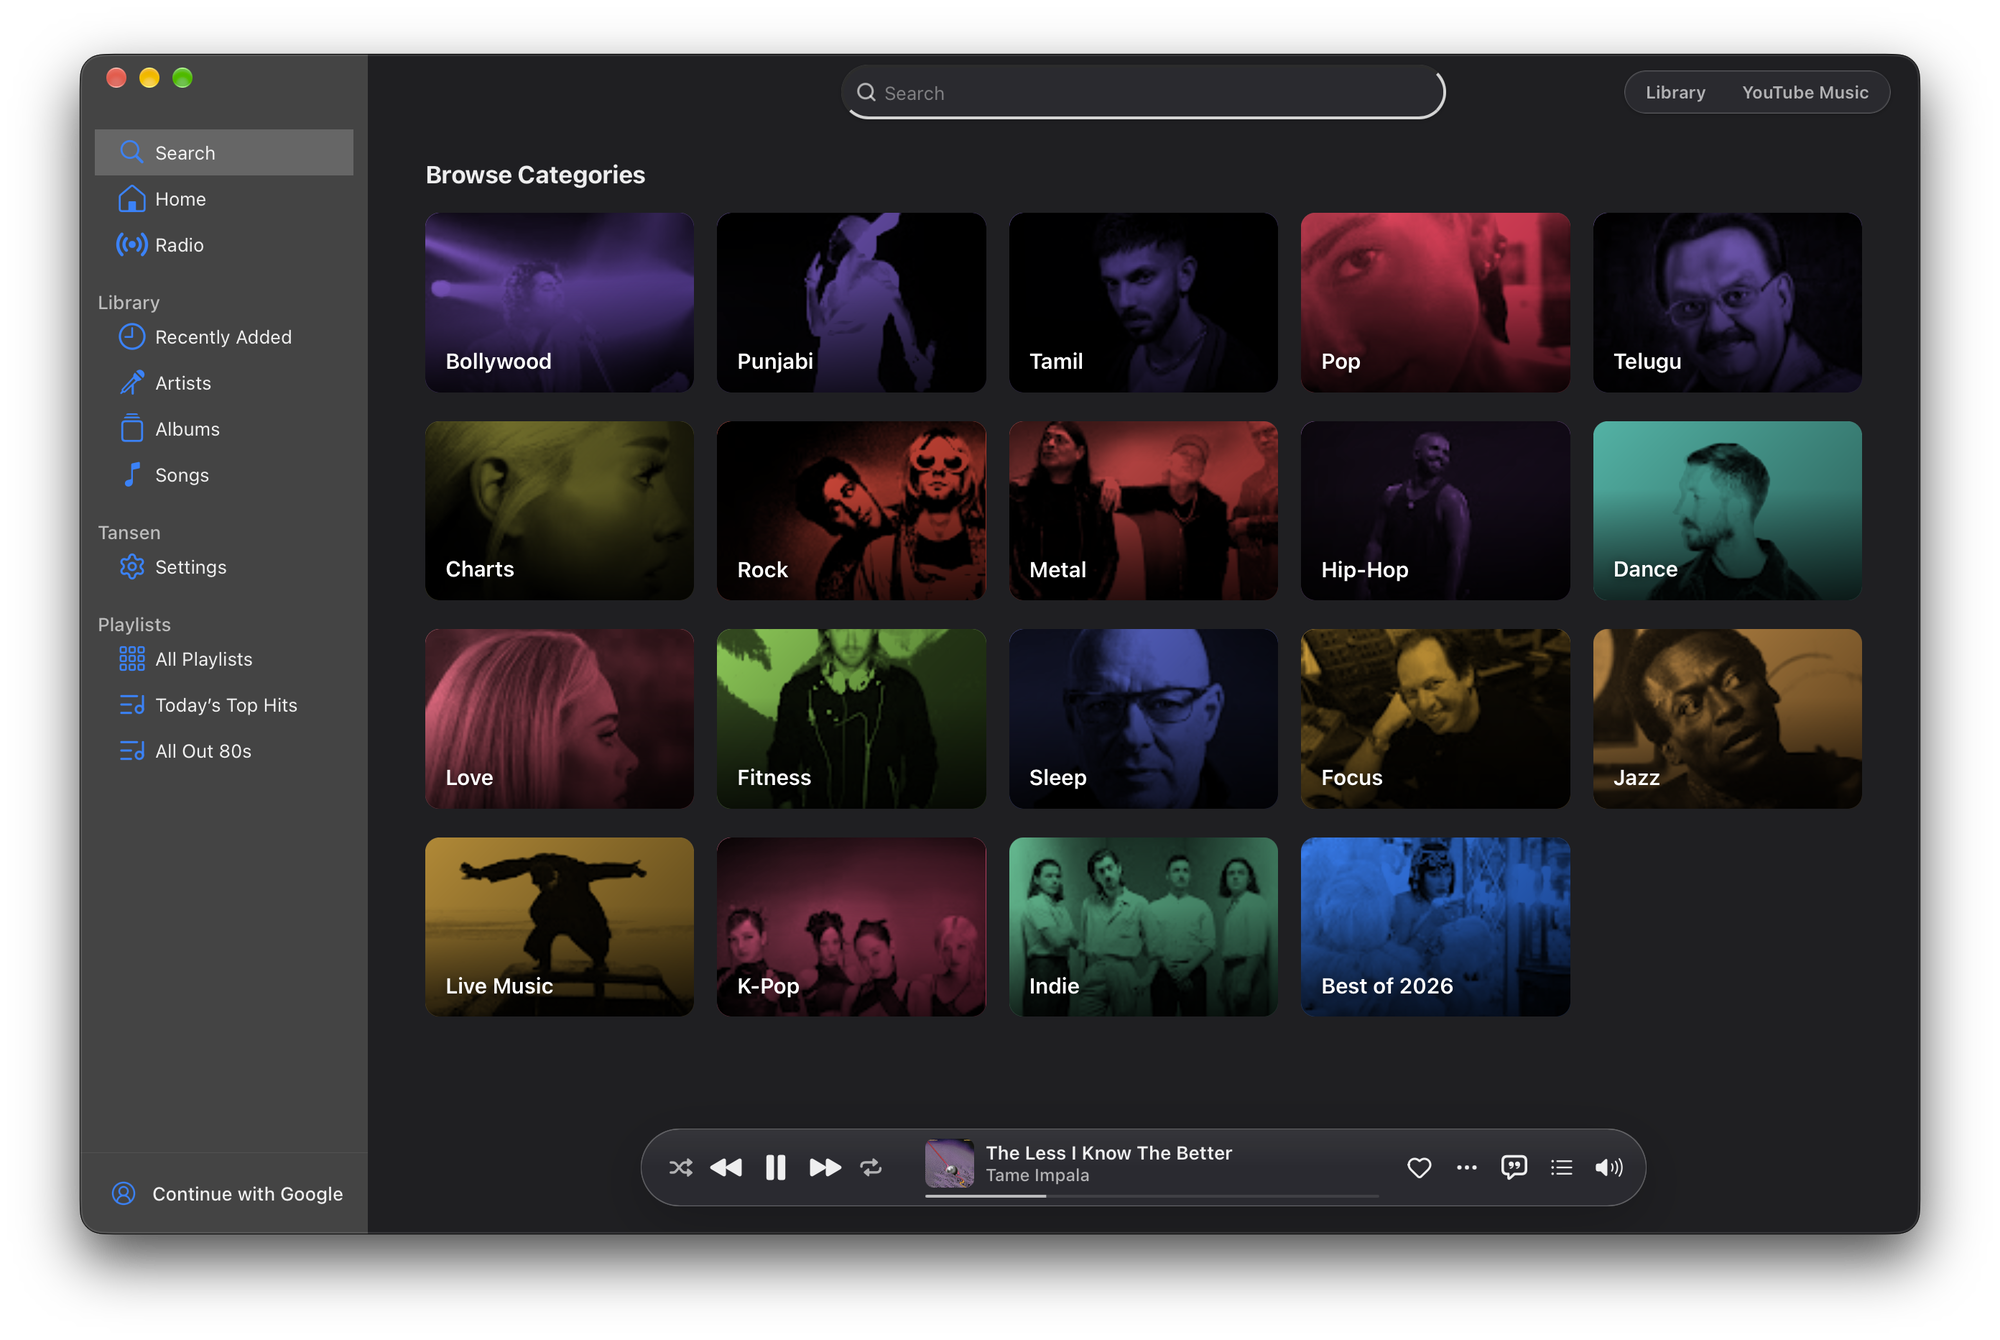 Search
Home
Radio
Library
Recently Added
Artists
Albums
Songs
Tansen
Settings
Playlists
All Playlists
Today's Top Hits
All Out 80s
Continue with Google
Search
Library
YouTube Music
Browse Categories
Bollywood
Punjabi
Tamil
Pop
Telugu
Charts
Rock
Metal
Hip-Hop
Dance
Love
Fitness
Sleep
Focus
Jazz
Live Music
K-Pop
Indie
Best of 2026
The Less I Know The Better
Tame Impala